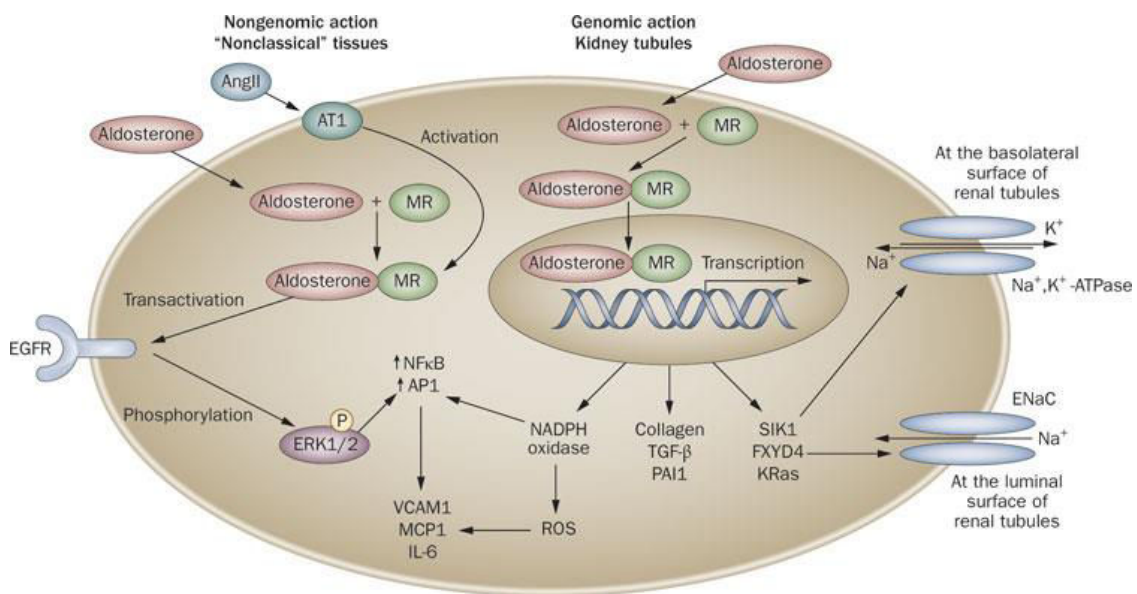 Nongenomic action
"Nonclassical" tissues
Genomic action
Kidney tubules
AngII
AT1
Activation
Aldosterone
Aldosterone + MR
Aldosterone MR
Transactivation
EGFR
Phosphorylation
P
ERK1/2
↑NFκB
↑AP1
VCAM1
MCP1
IL-6
Aldosterone
Aldosterone + MR
Aldosterone MR
Aldosterone MR
Transcription
NADPH
oxidase
ROS
Collagen
TGF-β
PAI1
SIK1
FXYD4
KRas
At the basolateral
surface of
renal tubules
K⁺
Na⁺
Na⁺,K⁺-ATPase
ENaC
Na⁺
At the luminal
surface of
renal tubules